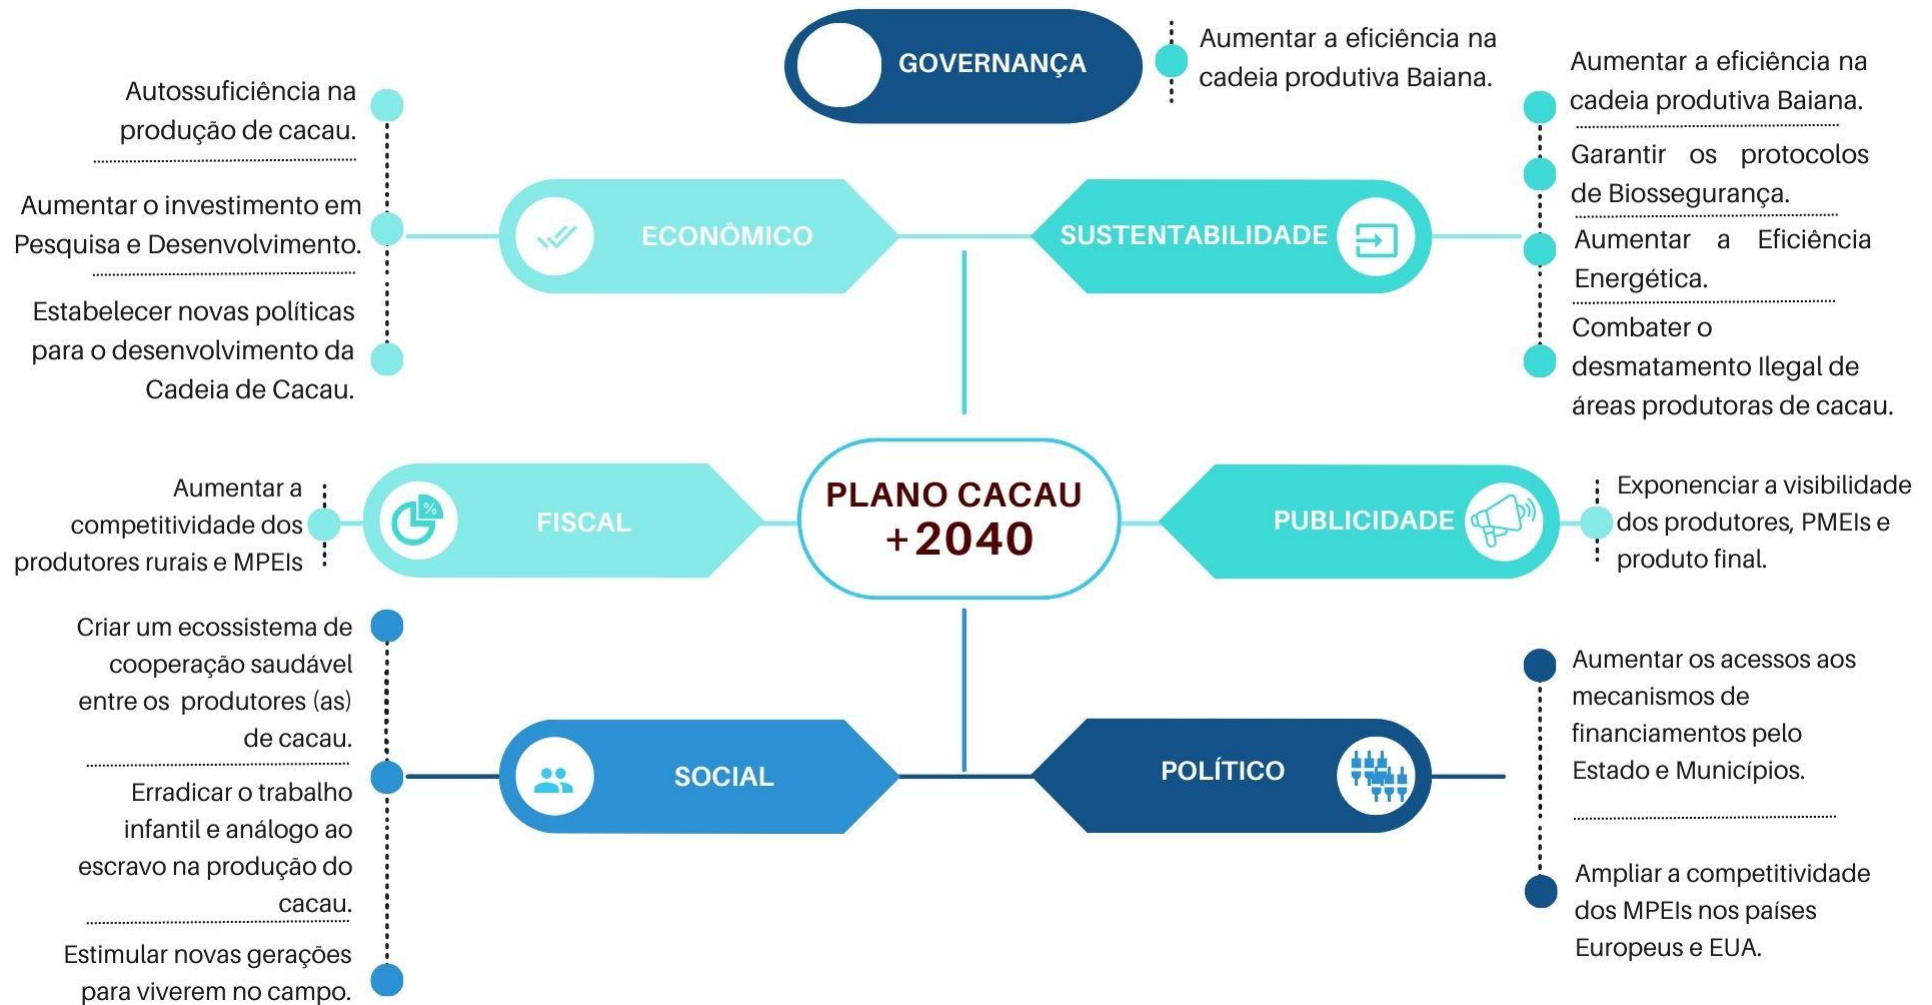 GOVERNANÇA
Aumentar a eficiência na
cadeia produtiva Baiana.
Autossuficiência na
produção de cacau.
Aumentar o investimento em
Pesquisa e Desenvolvimento.
Estabelecer novas políticas
para o desenvolvimento da
Cadeia de Cacau.
ECONÔMICO
SUSTENTABILIDADE
Aumentar a eficiência na
cadeia produtiva Baiana.
Garantir os protocolos
de Biossegurança.
Aumentar a Eficiência
Energética.
Combater o
desmatamento Ilegal de
áreas produtoras de cacau.
Aumentar a
competitividade dos
produtores rurais e MPEIs
%
FISCAL
PLANO CACAU
+2040
PUBLICIDADE
Exponenciar a visibilidade
dos produtores, PMEIs e
produto final.
Criar um ecossistema de
cooperação saudável
entre os produtores (as)
de cacau.
Erradicar o trabalho
infantil e análogo ao
escravo na produção do
cacau.
Estimular novas gerações
para viverem no campo.
SOCIAL
POLÍTICO
Aumentar os acessos aos
mecanismos de
financiamentos pelo
Estado e Municípios.
Ampliar a competitividade
dos MPEIs nos países
Europeus e EUA.